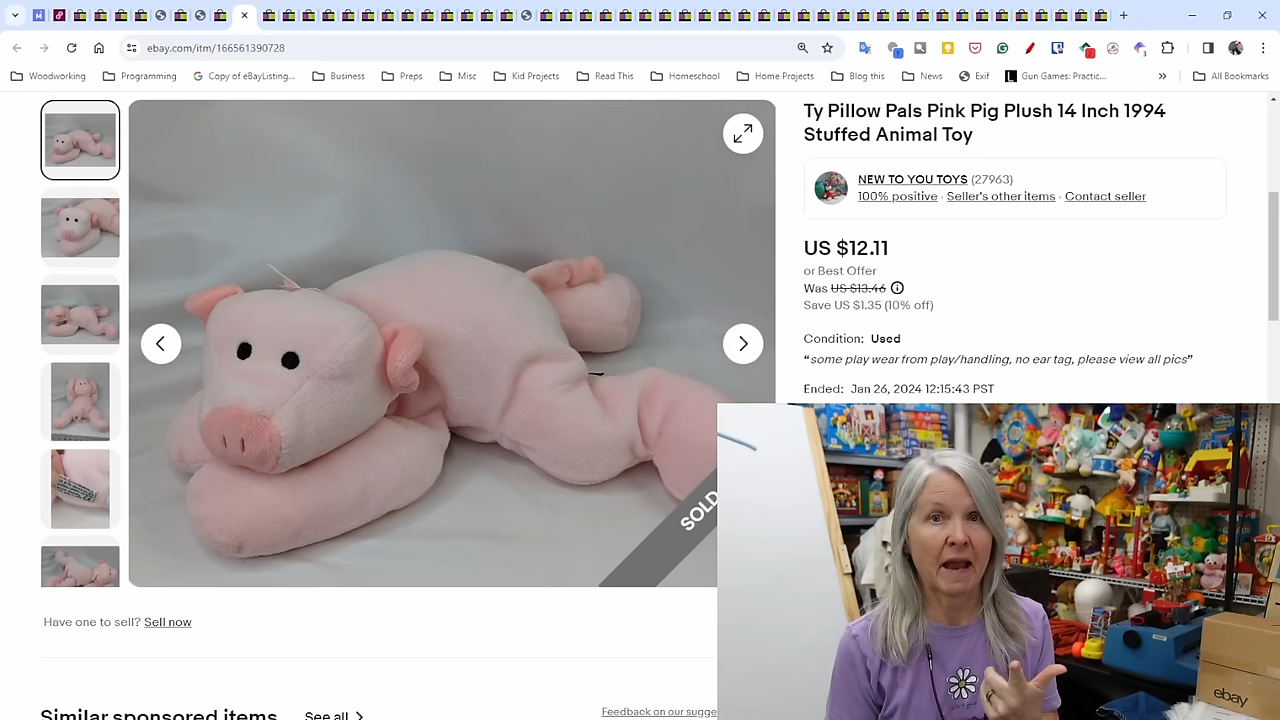 ebay.com/itm/166561390728
Woodworking
Programming
Copy of eBayListing...
Business
Preps
Misc
Kid Projects
Read This
Homeschool
Home Projects
Blog this
News
Exif
Gun Games: Practic...
»
All Bookmarks
Ty Pillow Pals Pink Pig Plush 14 Inch 1994
Stuffed Animal Toy
NEW TO YOU TOYS (27963)
100% positive · Seller's other items · Contact seller
US $12.11
or Best Offer
Was US $13.46
Save US $1.35 (10% off)
Condition: Used
“some play wear from play/handling, no ear tag, please view all pics”
Ended: Jan 26, 2024 12:15:43 PST
SOLD
Have one to sell? Sell now
Similar sponsored items See all
Feedback on our sugge
ebay